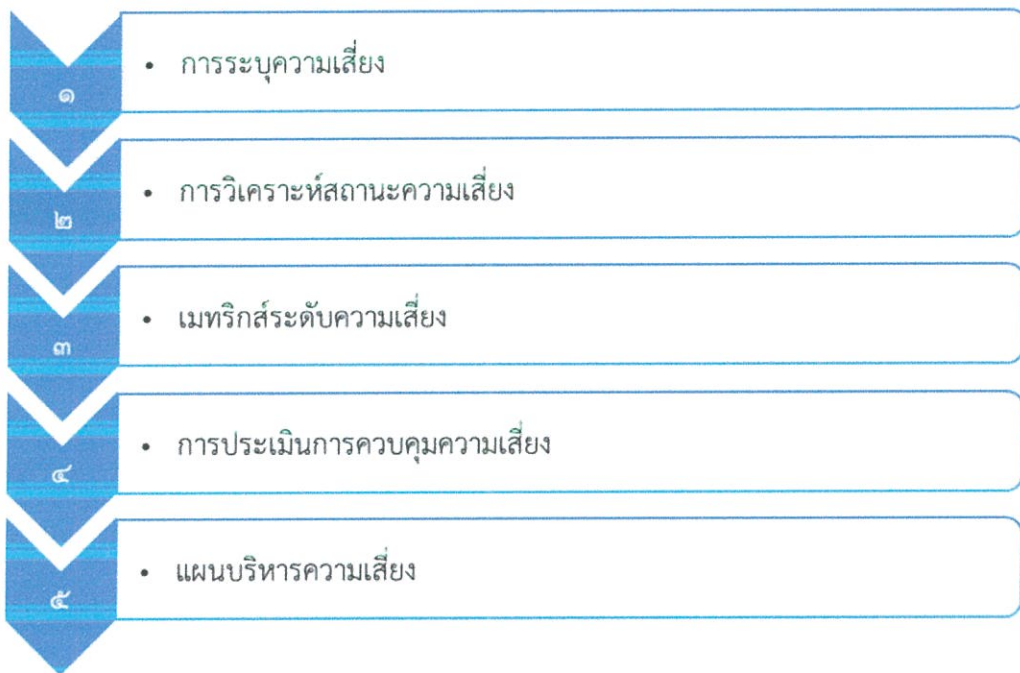 ๑
• การระบุความเสี่ยง
๒
• การวิเคราะห์สถานะความเสี่ยง
๓
• เมทริกส์ระดับความเสี่ยง
๔
• การประเมินการควบคุมความเสี่ยง
๕
• แผนบริหารความเสี่ยง